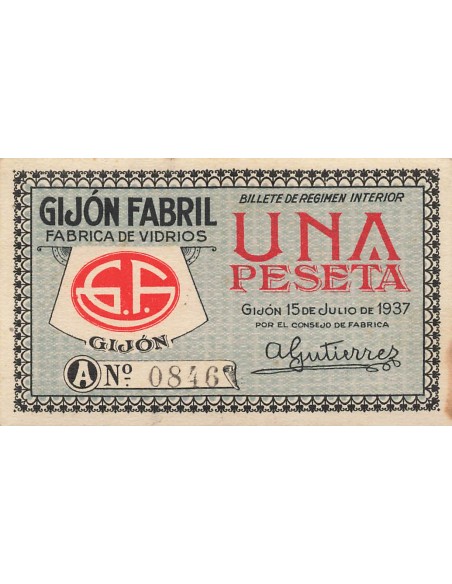 GIJÓN FABRIL
FABRICA DE VIDRIOS
G.F.
GIJÓN
A Nº. 0846
BILLETE DE REGIMEN INTERIOR
UNA
PESETA
GIJÓN 15 DE JULIO DE 1937
POR EL CONSEJO DE FABRICA
A Gutierrez